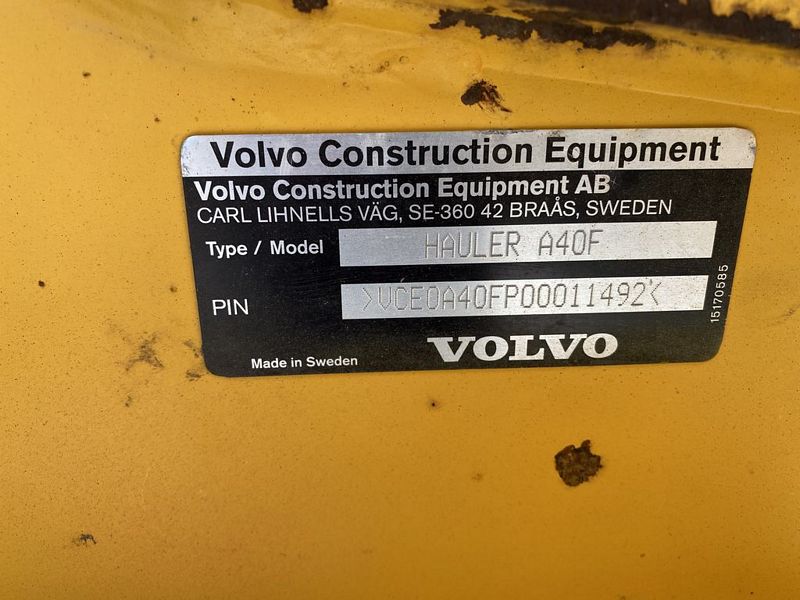 Volvo Construction Equipment
Volvo Construction Equipment AB
CARL LIHNELLS VÄG, SE-360 42 BRAÅS, SWEDEN
Type / Model HAULER A40F
PIN >VCE0A40FP00011492<
15170585
Made in Sweden VOLVO